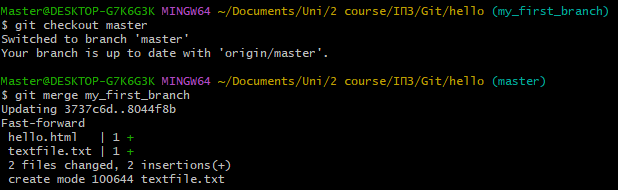 Master@DESKTOP-G7K6G3K MINGW64 ~/Documents/Uni/2 course/ІПЗ/Git/hello (my_first_branch)
$ git checkout master
Switched to branch 'master'
Your branch is up to date with 'origin/master'.
Master@DESKTOP-G7K6G3K MINGW64 ~/Documents/Uni/2 course/ІПЗ/Git/hello (master)
$ git merge my_first_branch
Updating 3737c6d..8044f8b
Fast-forward
 hello.html   | 1 +
 textfile.txt | 1 +
 2 files changed, 2 insertions(+)
 create mode 100644 textfile.txt